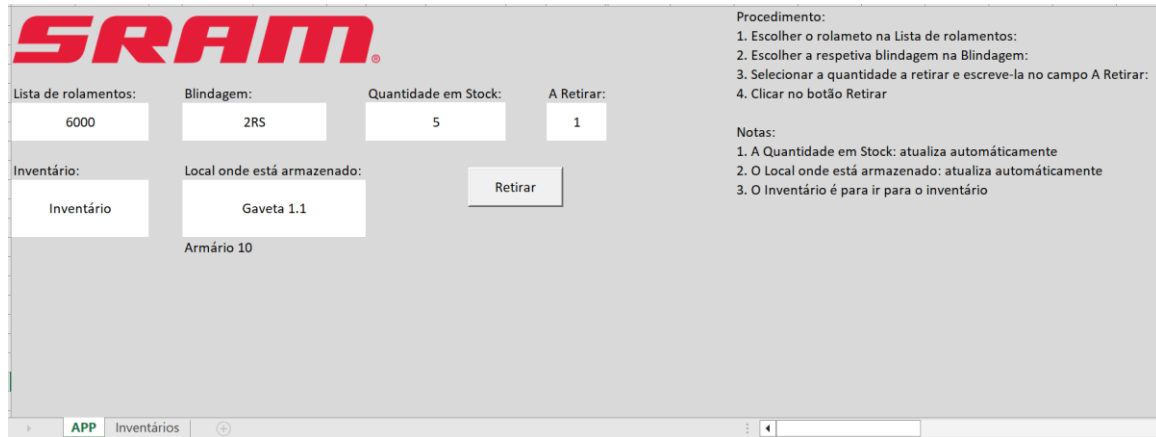 SRAM®
Lista de rolamentos: Blindagem: Quantidade em Stock: A Retirar:
6000 2RS 5 1
Inventário: Local onde está armazenado:
Inventário Gaveta 1.1 Retirar
Armário 10
Procedimento:
1. Escolher o rolameto na Lista de rolamentos:
2. Escolher a respetiva blindagem na Blindagem:
3. Selecionar a quantidade a retirar e escreve-la no campo A Retirar:
4. Clicar no botão Retirar
Notas:
1. A Quantidade em Stock: atualiza automáticamente
2. O Local onde está armazenado: atualiza automáticamente
3. O Inventário é para ir para o inventário
APP Inventários